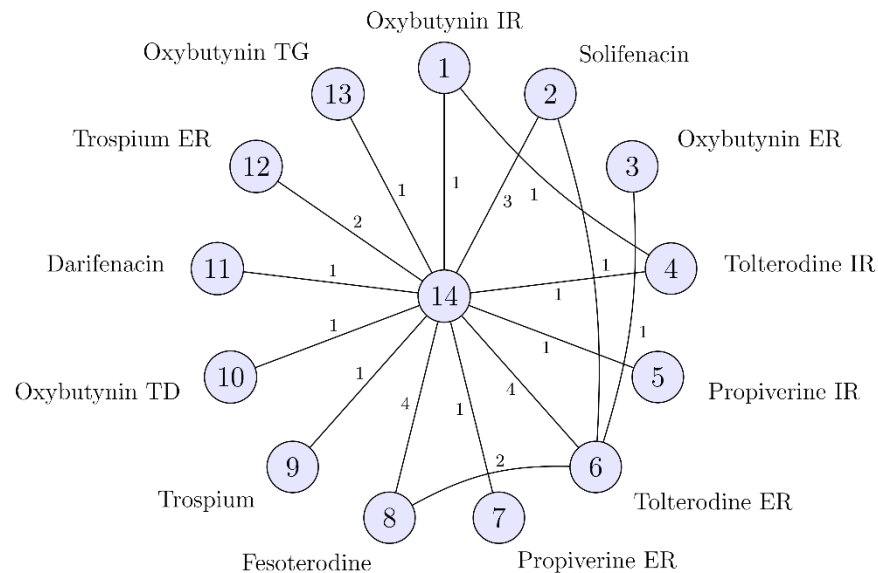 Oxybutynin IR
Oxybutynin TG
Solifenacin
1
13
2
Trospium ER
Oxybutynin ER
12
3
1
1
2
3
1
Darifenacin
11
1
1
4
Tolterodine IR
14
1
1
1
1
Oxybutynin TD
10
1
5
Propiverine IR
4
1
4
9
2
6
Trospium
Tolterodine ER
8
7
Fesoterodine
Propiverine ER